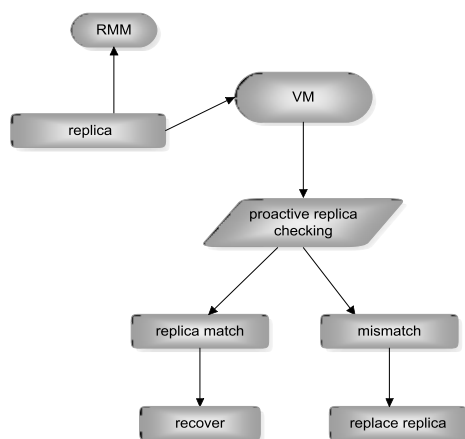 RMM
VM
replica
proactive replica
checking
replica match
mismatch
recover
replace replica